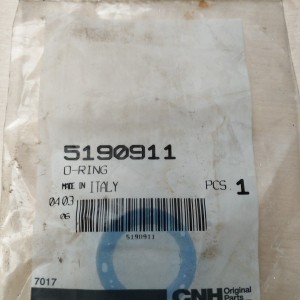 5190911
O-RING
MADE IN ITALY
PCS 1
0403
06
5190911
7017
CNH Original
Parts